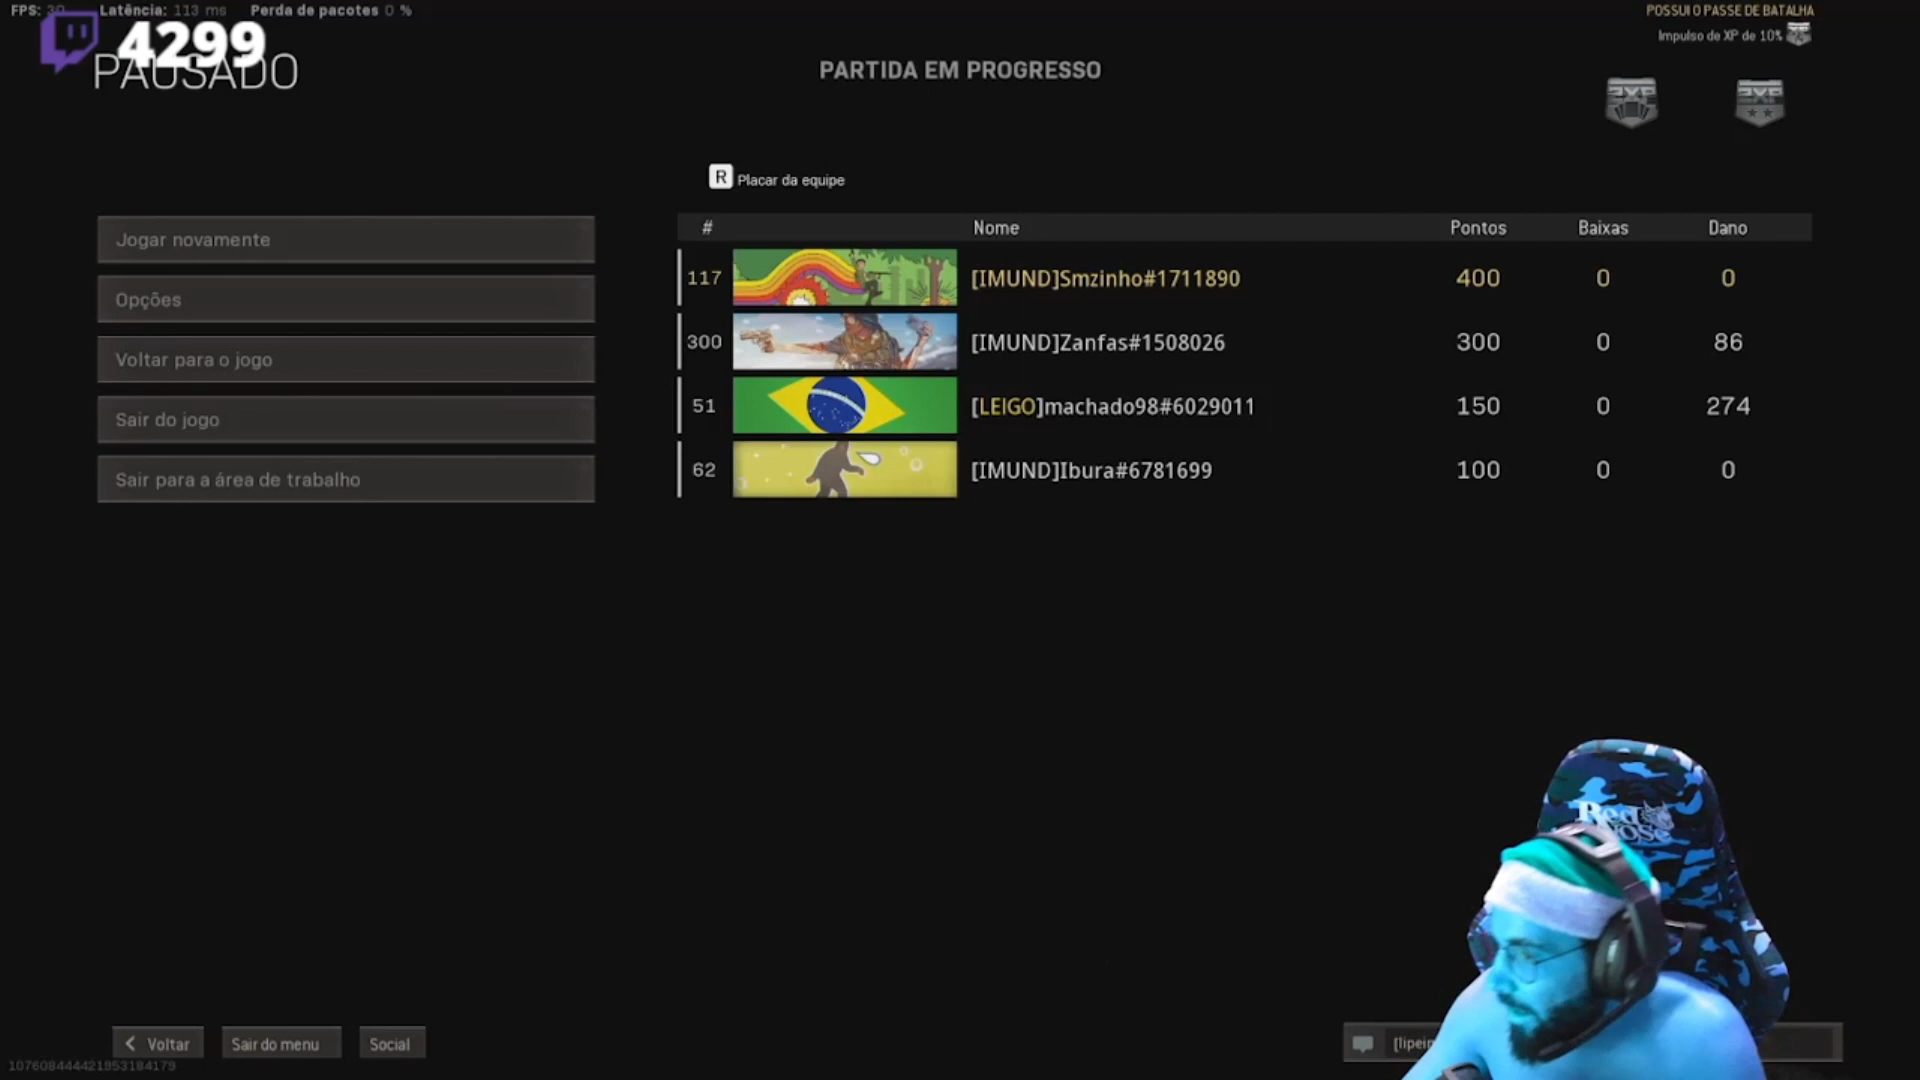 FPS: Latência: 113 ms Perda de pacotes 0 %
4299
PAUSADO
PARTIDA EM PROGRESSO
POSSUI O PASSE DE BATALHA
Impulso de XP de 10%
2XP
2XP
R Placar da equipe
Jogar novamente
Opções
Voltar para o jogo
Sair do jogo
Sair para a área de trabalho
# Nome Pontos Baixas Dano
117 [IMUND]Smzinho#1711890 400 0 0
300 [IMUND]Zanfas#1508026 300 0 86
51 [LEIGO]machado98#6029011 150 0 274
62 [IMUND]Ibura#6781699 100 0 0
Red
Nose
Voltar
Sair do menu
Social